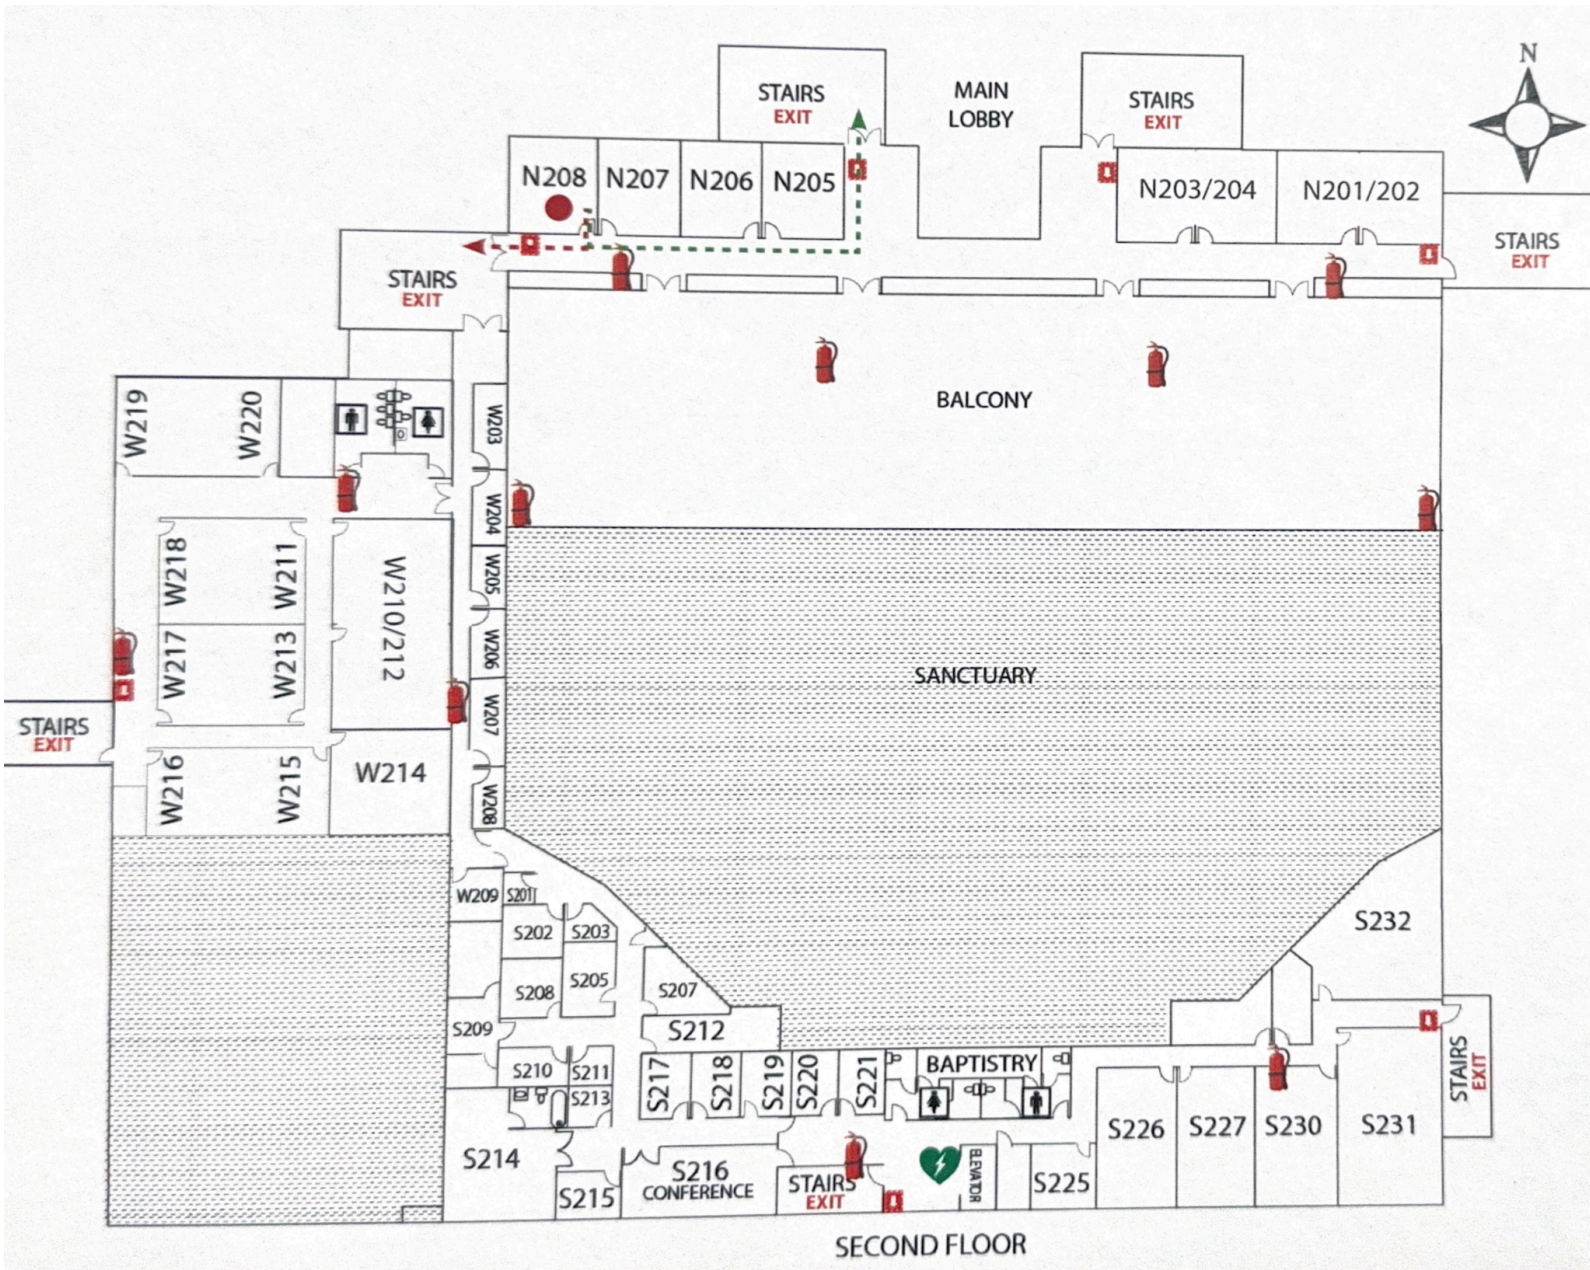 N
STAIRS
EXIT
MAIN
LOBBY
STAIRS
EXIT
N208
N207
N206
N205
N203/204
N201/202
STAIRS
EXIT
STAIRS
EXIT
BALCONY
W219
W220
W203
W204
W218
W211
W210/212
W205
W217
W213
W206
SANCTUARY
W207
STAIRS
EXIT
W216
W215
W214
W208
W209
S201
S202
S203
S232
S205
S208
S207
S209
S212
S210
S211
S213
S217
S218
S219
S220
S221
BAPTISTRY
STAIRS
EXIT
S226
S227
S230
S231
S214
S215
S216
CONFERENCE
STAIRS
EXIT
ELEVATOR
S225
SECOND FLOOR